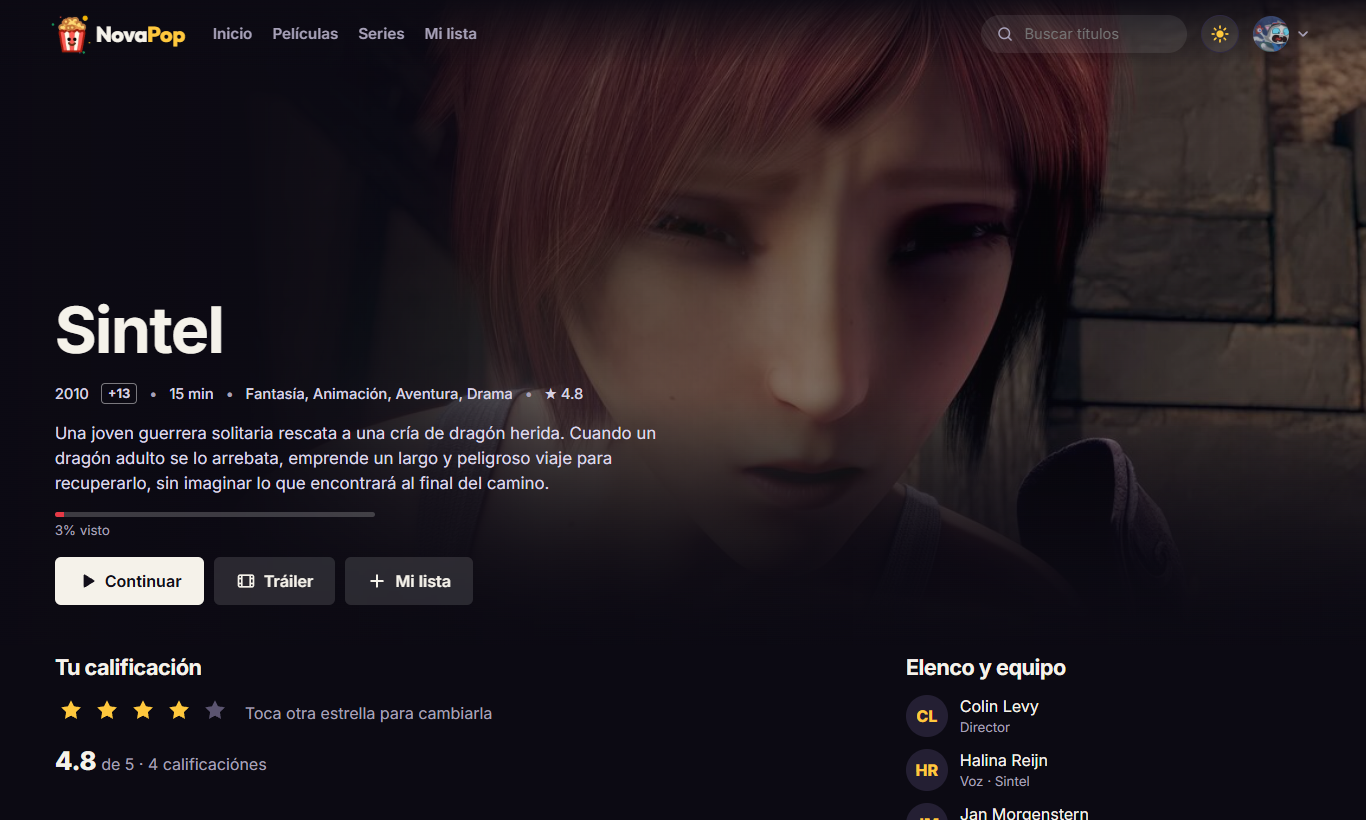 NovaPop Inicio Películas Series Mi lista Buscar títulos
Sintel
2010 +13 • 15 min • Fantasía, Animación, Aventura, Drama • ★ 4.8
Una joven guerrera solitaria rescata a una cría de dragón herida. Cuando un
dragón adulto se lo arrebata, emprende un largo y peligroso viaje para
recuperarlo, sin imaginar lo que encontrará al final del camino.
3% visto
Continuar Tráiler Mi lista
Tu calificación
Toca otra estrella para cambiarla
4.8 de 5 · 4 calificaciónes
Elenco y equipo
CL Colin Levy
Director
HR Halina Reijn
Voz · Sintel
Jan Morgenstern